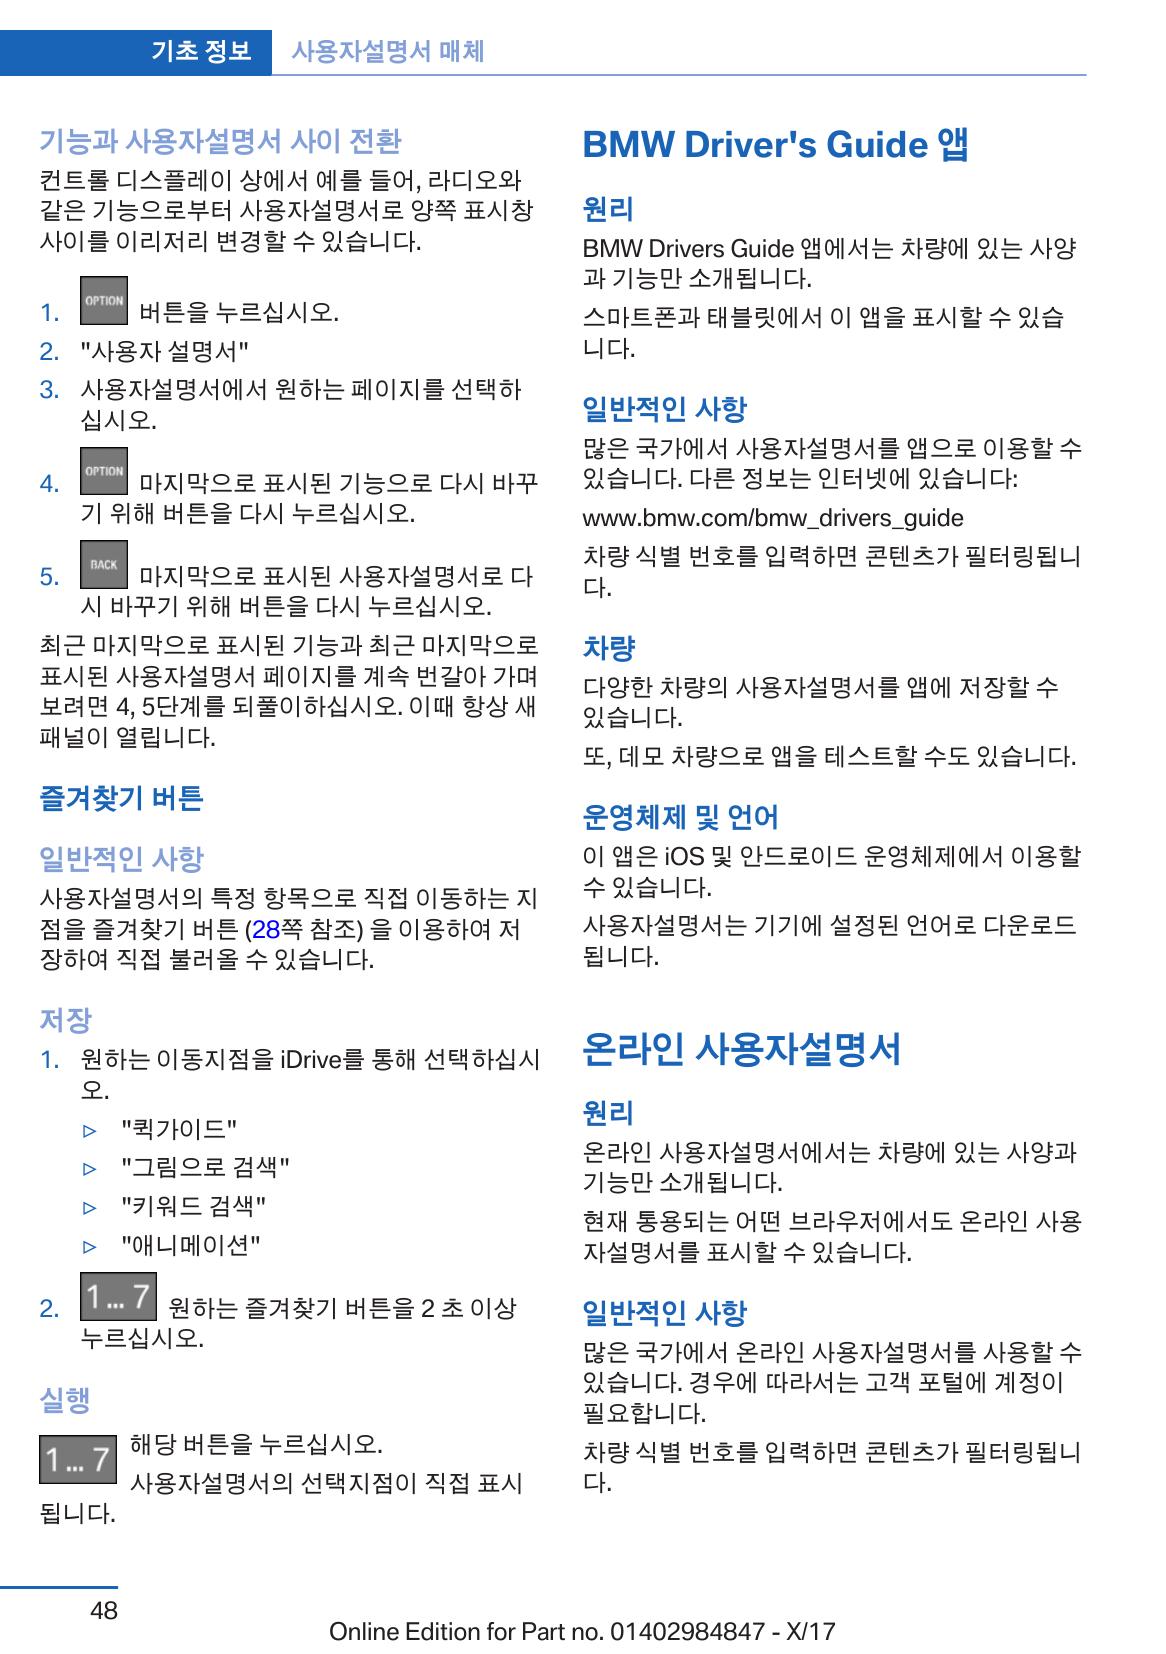 기초 정보 사용자설명서 매체
기능과 사용자설명서 사이 전환
컨트롤 디스플레이 상에서 예를 들어, 라디오와
같은 기능으로부터 사용자설명서로 양쪽 표시창
사이를 이리저리 변경할 수 있습니다.
1. OPTION 버튼을 누르십시오.
2. "사용자 설명서"
3. 사용자설명서에서 원하는 페이지를 선택하
십시오.
4. OPTION 마지막으로 표시된 기능으로 다시 바꾸
기 위해 버튼을 다시 누르십시오.
5. BACK 마지막으로 표시된 사용자설명서로 다
시 바꾸기 위해 버튼을 다시 누르십시오.
최근 마지막으로 표시된 기능과 최근 마지막으로
표시된 사용자설명서 페이지를 계속 번갈아 가며
보려면 4, 5단계를 되풀이하십시오. 이때 항상 새
패널이 열립니다.
즐겨찾기 버튼
일반적인 사항
사용자설명서의 특정 항목으로 직접 이동하는 지
점을 즐겨찾기 버튼 (28쪽 참조) 을 이용하여 저
장하여 직접 불러올 수 있습니다.
저장
1. 원하는 이동지점을 iDrive를 통해 선택하십시
오.
▷ "퀵가이드"
▷ "그림으로 검색"
▷ "키워드 검색"
▷ "애니메이션"
2. 1... 7 원하는 즐겨찾기 버튼을 2 초 이상
누르십시오.
실행
1... 7 해당 버튼을 누르십시오.
사용자설명서의 선택지점이 직접 표시
됩니다.
BMW Driver's Guide 앱
원리
BMW Drivers Guide 앱에서는 차량에 있는 사양
과 기능만 소개됩니다.
스마트폰과 태블릿에서 이 앱을 표시할 수 있습
니다.
일반적인 사항
많은 국가에서 사용자설명서를 앱으로 이용할 수
있습니다. 다른 정보는 인터넷에 있습니다:
www.bmw.com/bmw_drivers_guide
차량 식별 번호를 입력하면 콘텐츠가 필터링됩니
다.
차량
다양한 차량의 사용자설명서를 앱에 저장할 수
있습니다.
또, 데모 차량으로 앱을 테스트할 수도 있습니다.
운영체제 및 언어
이 앱은 iOS 및 안드로이드 운영체제에서 이용할
수 있습니다.
사용자설명서는 기기에 설정된 언어로 다운로드
됩니다.
온라인 사용자설명서
원리
온라인 사용자설명서에서는 차량에 있는 사양과
기능만 소개됩니다.
현재 통용되는 어떤 브라우저에서도 온라인 사용
자설명서를 표시할 수 있습니다.
일반적인 사항
많은 국가에서 온라인 사용자설명서를 사용할 수
있습니다. 경우에 따라서는 고객 포털에 계정이
필요합니다.
차량 식별 번호를 입력하면 콘텐츠가 필터링됩니
다.
48
Online Edition for Part no. 01402984847 - X/17